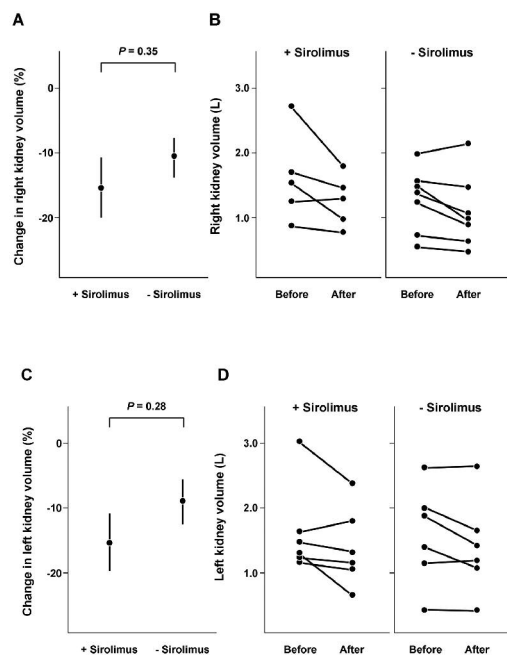 A
P = 0.35
Change in right kidney volume (%)
0
-10
-20
+ Sirolimus - Sirolimus
B
+ Sirolimus - Sirolimus
Right kidney volume (L)
3.0
2.0
1.0
Before After Before After
C
P = 0.28
Change in left kidney volume (%)
0
-10
-20
+ Sirolimus - Sirolimus
D
+ Sirolimus - Sirolimus
Left kidney volume (L)
3.0
2.0
1.0
Before After Before After